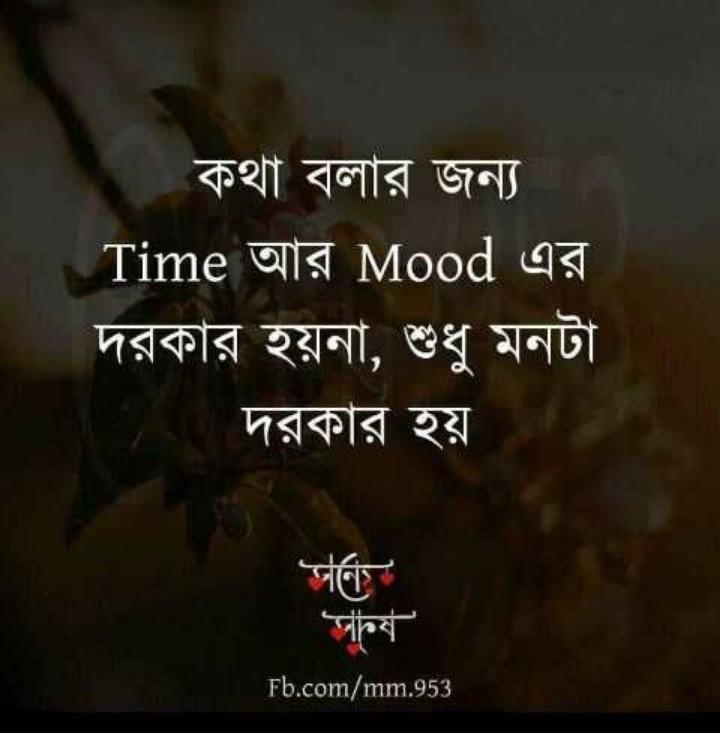 কথা বলার জন্য
Time আর Mood এর
দরকার হয়না, শুধু মনটা
দরকার হয়
Fb.com/mm.953